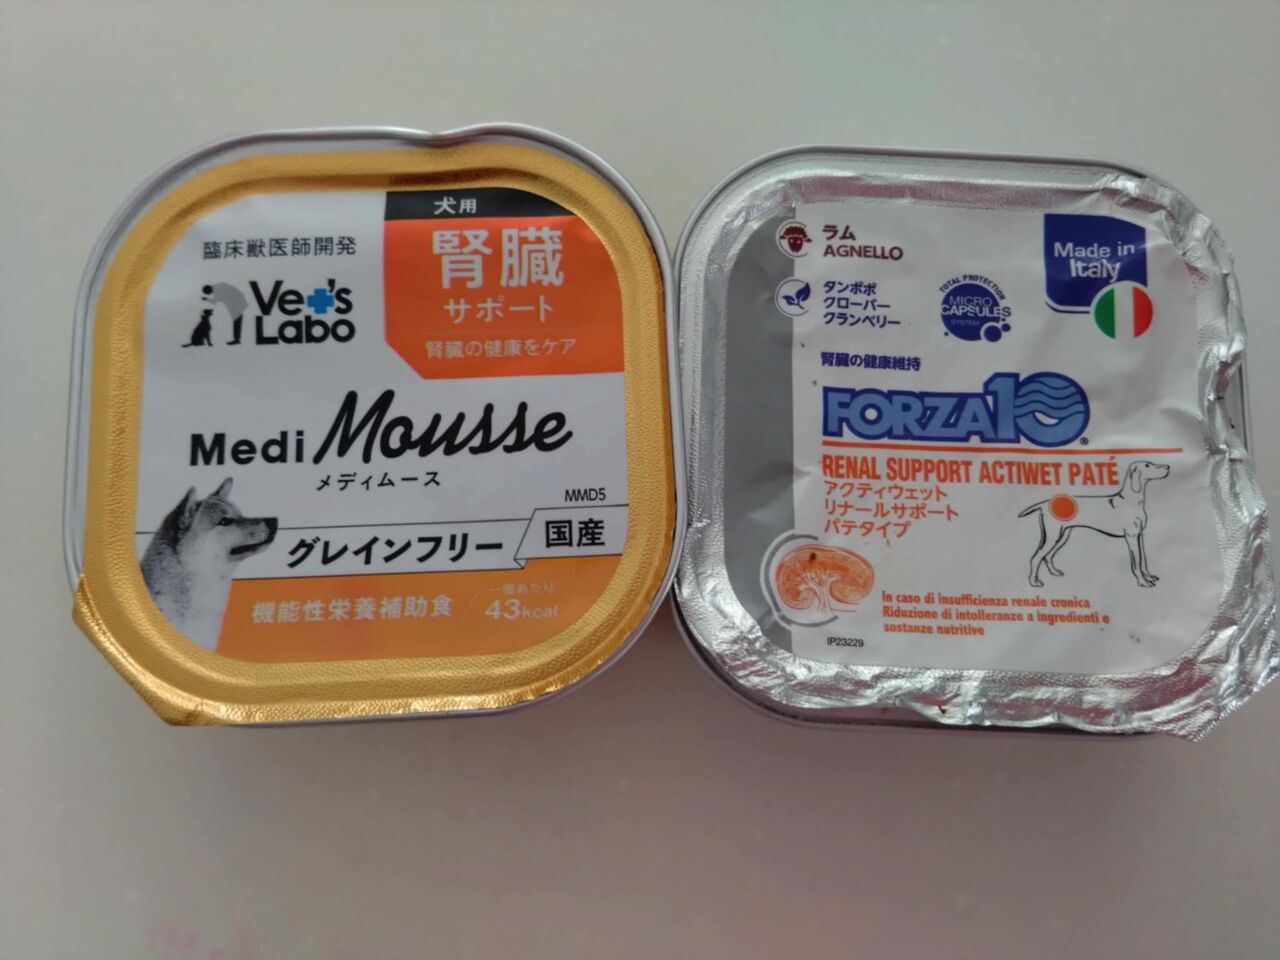 犬用
腎臓
サポート
腎臓の健康をケア
臨床獣医師開発
Vet's
Labo
Medi Mousse
メディムース
MMD5
グレインフリー
国産
機能性栄養補助食
一個あたり
43kcal
ラム
AGNELLO
タンポポ
クローバー
クランベリー
TOTAL PROTECTION
MICRO
CAPSULES
SYSTEM
Made in
Italy
腎臓の健康維持
FORZA10®
RENAL SUPPORT ACTIWET PATÉ
アクティウェット
リナールサポート
パテタイプ
In caso di insufficienza renale cronica
Riduzione di intolleranze a ingredienti e
sostanze nutritive
IP23229